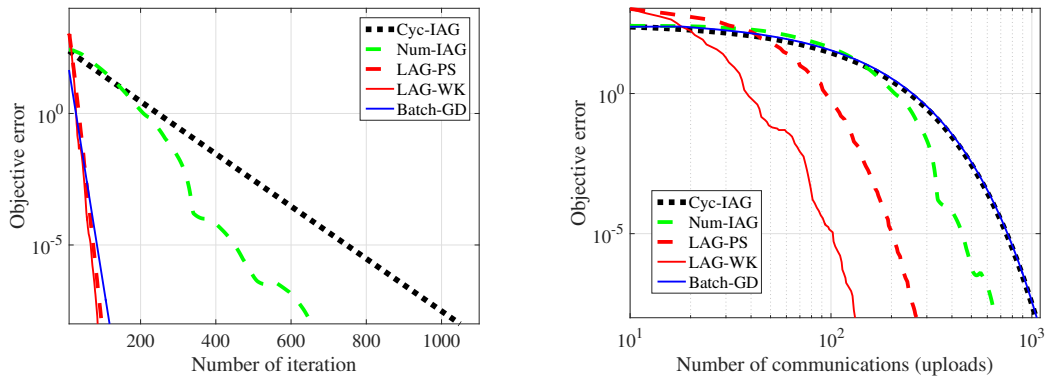 Cyc-IAG
Num-IAG
LAG-PS
LAG-WK
Batch-GD
10^0
10^-5
Objective error
200 400 600 800 1000
Number of iteration
Cyc-IAG
Num-IAG
LAG-PS
LAG-WK
Batch-GD
10^0
10^-5
Objective error
10^1 10^2 10^3
Number of communications (uploads)